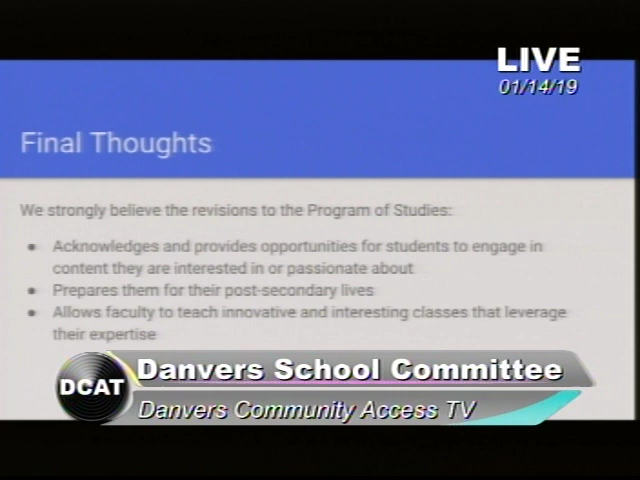 LIVE
01/14/19
Final Thoughts
We strongly believe the revisions to the Program of Studies:
● Acknowledges and provides opportunities for students to engage in
content they are interested in or passionate about
● Prepares them for their post-secondary lives
● Allows faculty to teach innovative and interesting classes that leverage
their expertise
DCAT
Danvers School Committee
Danvers Community Access TV